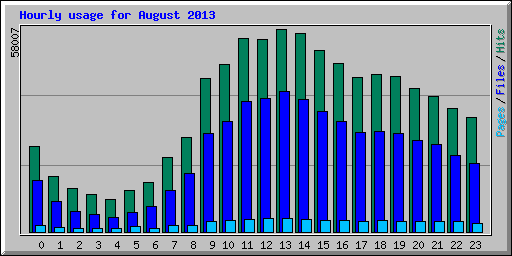 Hourly usage for August 2013
58007
Pages / Files / Hits
0 1 2 3 4 5 6 7 8 9 10 11 12 13 14 15 16 17 18 19 20 21 22 23